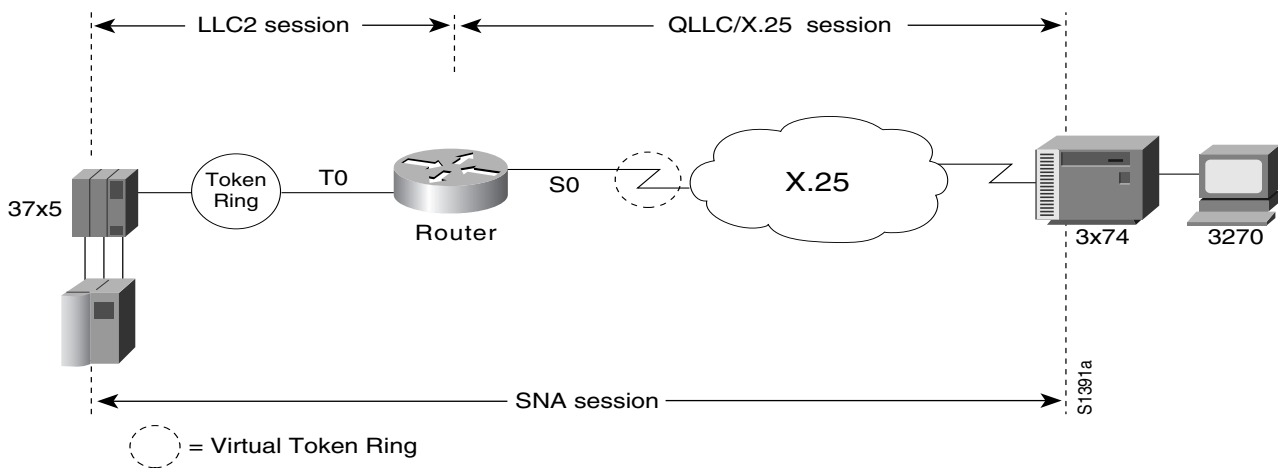 LLC2 session
QLLC/X.25 session
Token
Ring
T0
S0
X.25
37x5
Router
3x74
3270
S1391a
SNA session
= Virtual Token Ring